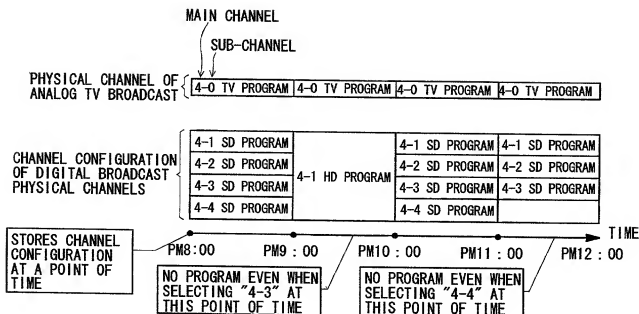 MAIN CHANNEL
SUB-CHANNEL
PHYSICAL CHANNEL OF
ANALOG TV BROADCAST
4-0 TV PROGRAM 4-0 TV PROGRAM 4-0 TV PROGRAM 4-0 TV PROGRAM
CHANNEL CONFIGURATION
OF DIGITAL BROADCAST
PHYSICAL CHANNELS
4-1 SD PROGRAM
4-2 SD PROGRAM
4-3 SD PROGRAM
4-4 SD PROGRAM
4-1 HD PROGRAM
4-1 SD PROGRAM
4-2 SD PROGRAM
4-3 SD PROGRAM
4-4 SD PROGRAM
4-1 SD PROGRAM
4-2 SD PROGRAM
4-3 SD PROGRAM
TIME
PM8:00 PM9:00 PM10:00 PM11:00 PM12:00
STORES CHANNEL
CONFIGURATION
AT A POINT OF
TIME
NO PROGRAM EVEN WHEN
SELECTING "4-3" AT
THIS POINT OF TIME
NO PROGRAM EVEN WHEN
SELECTING "4-4" AT
THIS POINT OF TIME